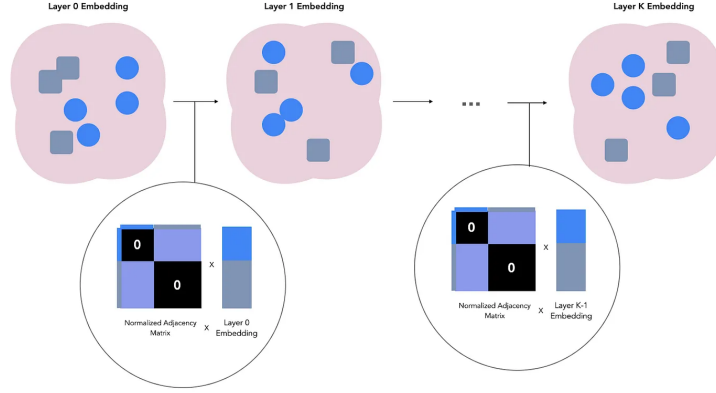 Layer 0 Embedding
Layer 1 Embedding
Layer K Embedding
...
0
0
x
Normalized Adjacency
Matrix
x
Layer 0
Embedding
0
0
x
Normalized Adjacency
Matrix
x
Layer K-1
Embedding